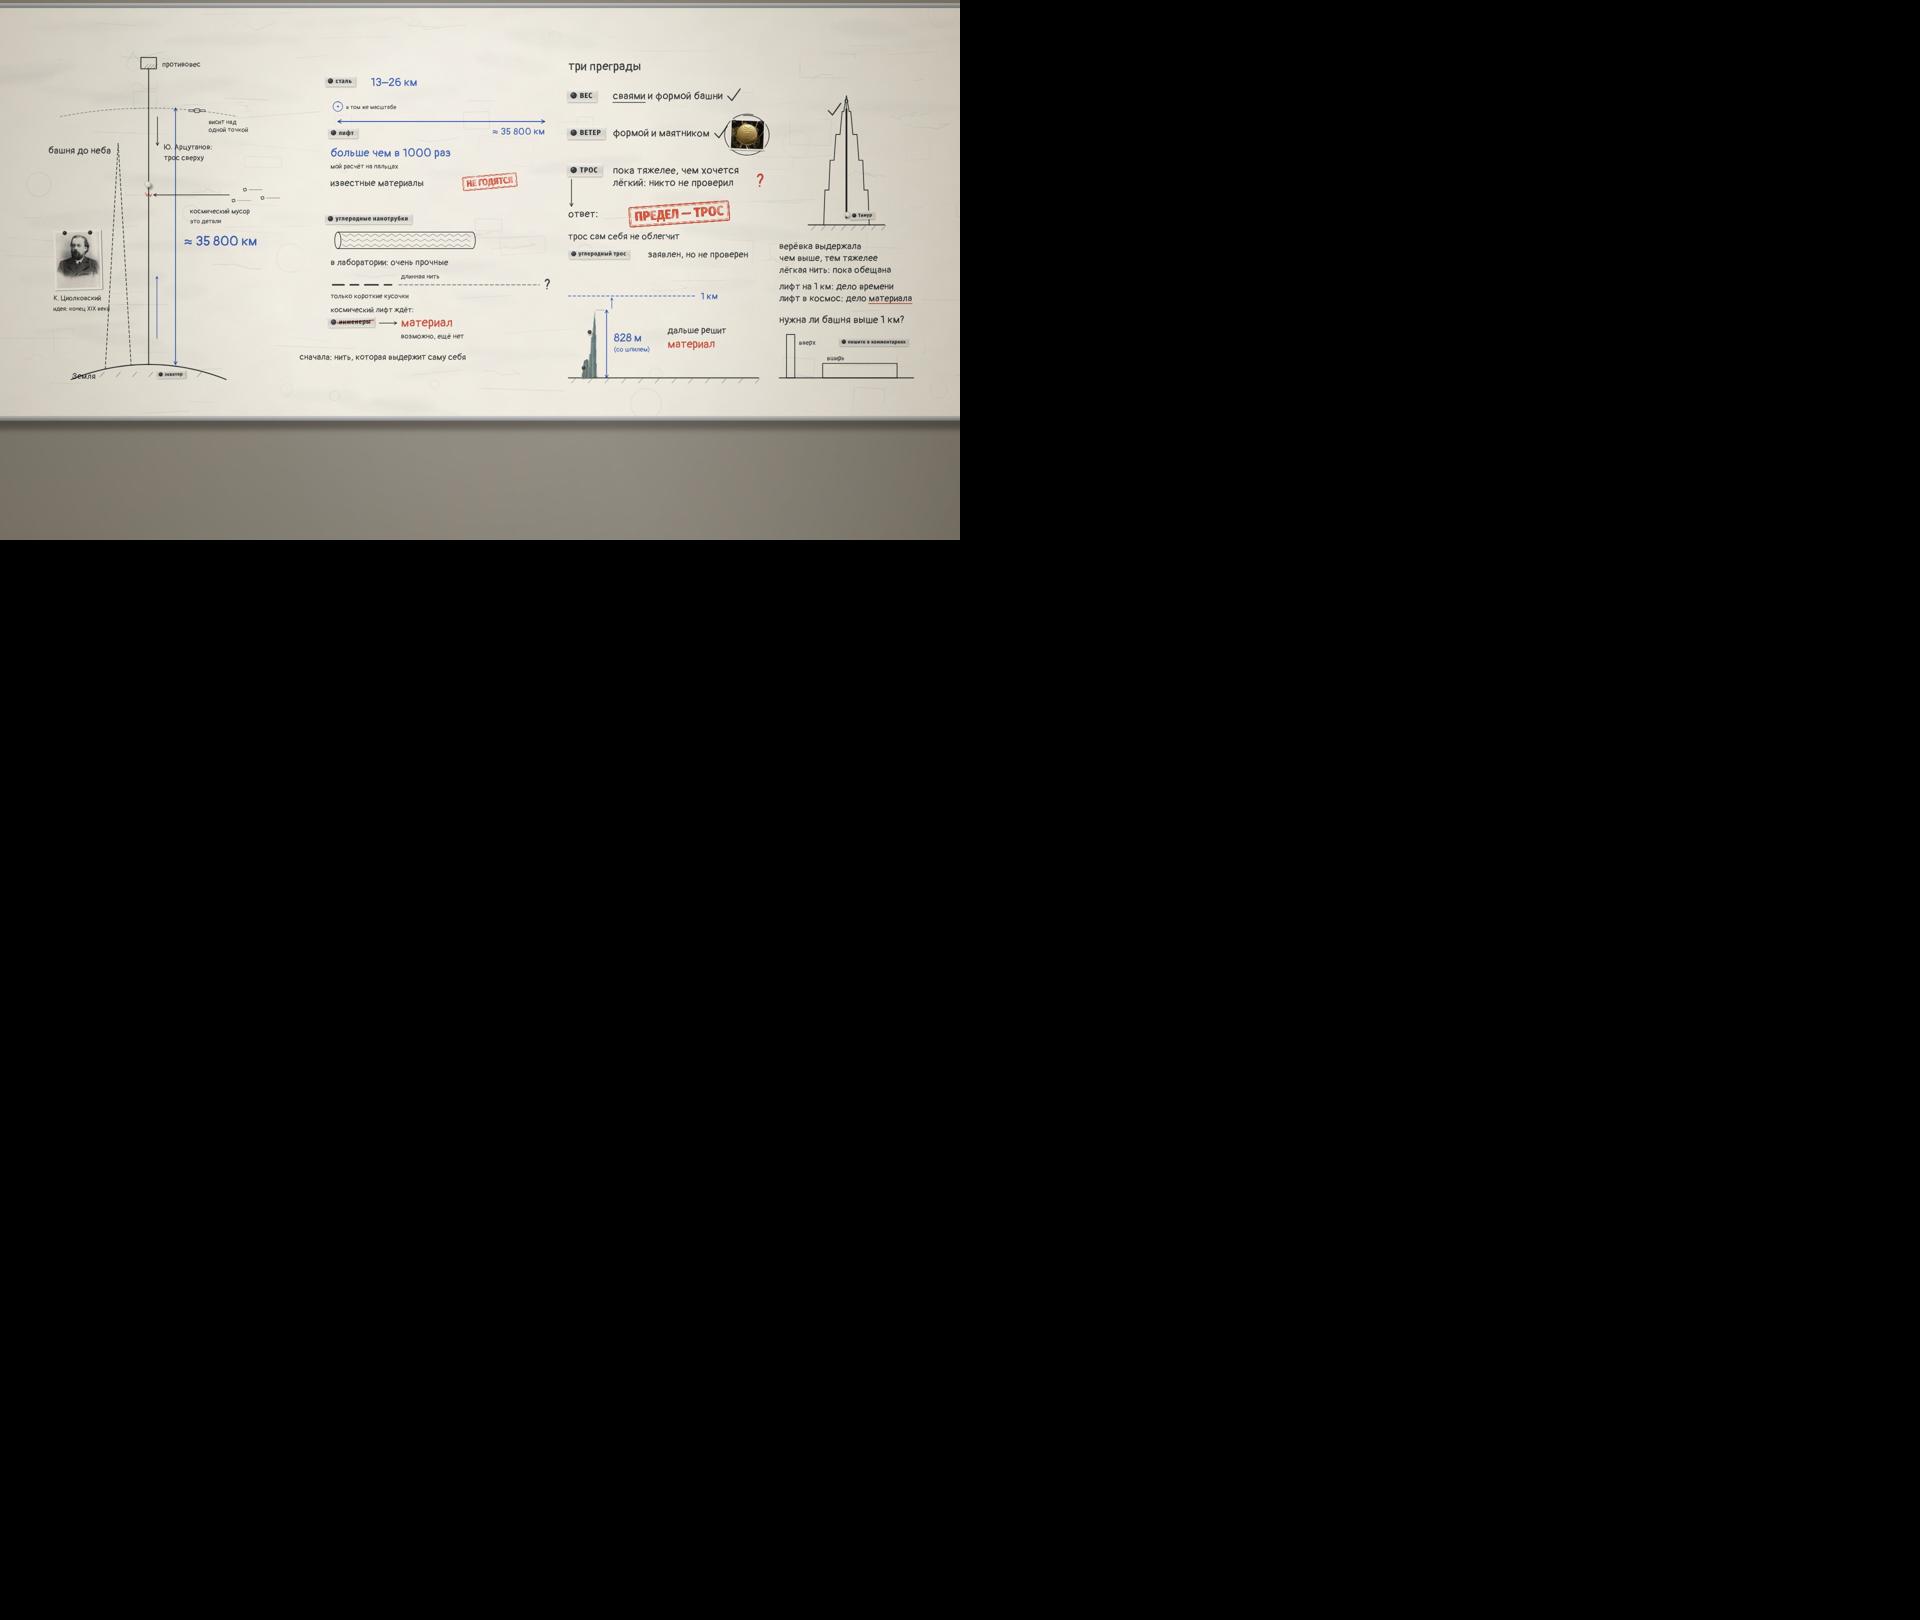 противовес
висит над
одной точкой
Ю. Арцутанов:
трос сверху
башня до неба
космический мусор
это детали
≈ 35 800 км
К. Циолковский
идея: конец XIX века
Земля
экватор
сталь
13–26 км
в том же масштабе
лифт
≈ 35 800 км
больше чем в 1000 раз
мой расчёт на пальцах
известные материалы
НЕ ГОДЯТСЯ
углеродные нанотрубки
в лаборатории: очень прочные
длинная нить
?
только короткие кусочки
космический лифт ждёт:
инженеры
материал
возможно, ещё нет
сначала: нить, которая выдержит саму себя
три преграды
ВЕС
сваями и формой башни
ВЕТЕР
формой и маятником
ТРОС
пока тяжелее, чем хочется
лёгкий: никто не проверил
?
ответ:
ПРЕДЕЛ — ТРОС
трос сам себя не облегчит
углеродный трос
заявлен, но не проверен
1 км
828 м
(со шпилем)
дальше решит
материал
Тимур
верёвка выдержала
чем выше, тем тяжелее
лёгкая нить: пока обещана
лифт на 1 км: дело времени
лифт в космос: дело материала
нужна ли башня выше 1 км?
вверх
пишите в комментариях
вширь